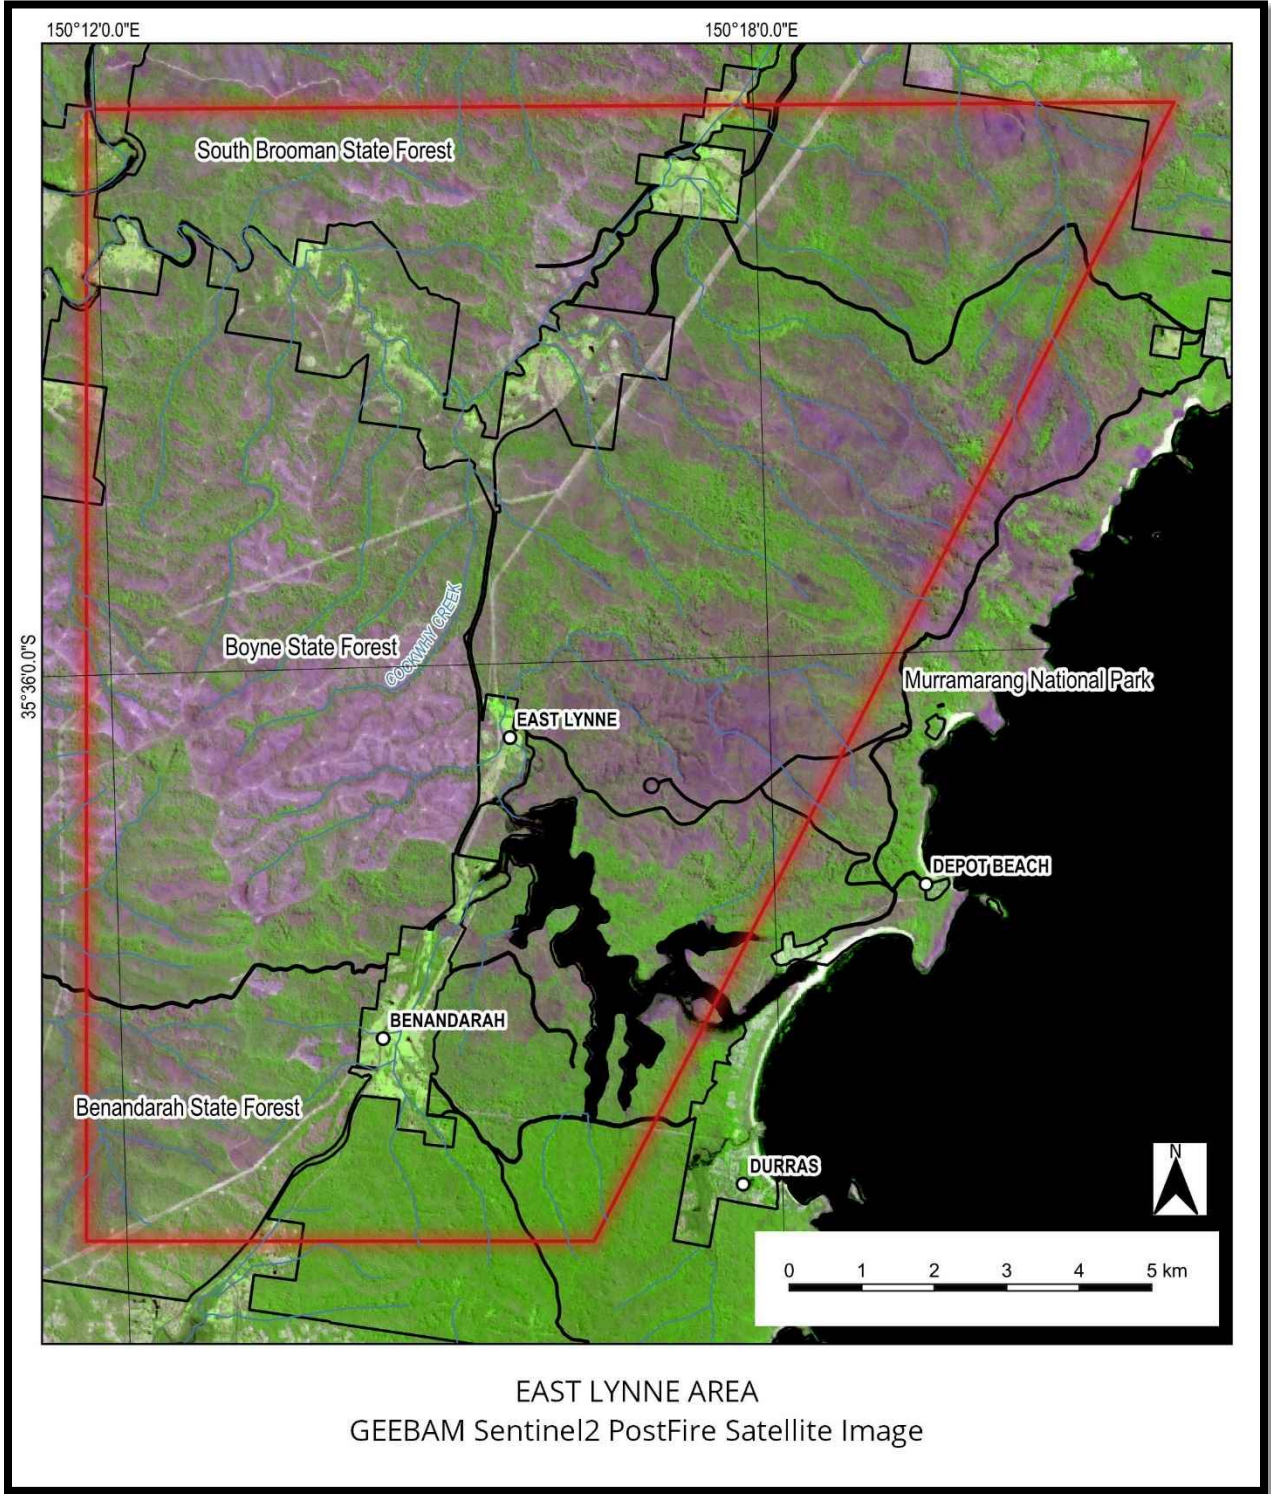 150°12'0.0"E
150°18'0.0"E
South Brooman State Forest
35°36'0.0"S
Boyne State Forest
COCKWHY CREEK
Murramarang National Park
EAST LYNNE
DEPOT BEACH
BENANDARAH
Benandarah State Forest
DURRAS
N
0 1 2 3 4 5 km
EAST LYNNE AREA
GEEBAM Sentinel2 PostFire Satellite Image